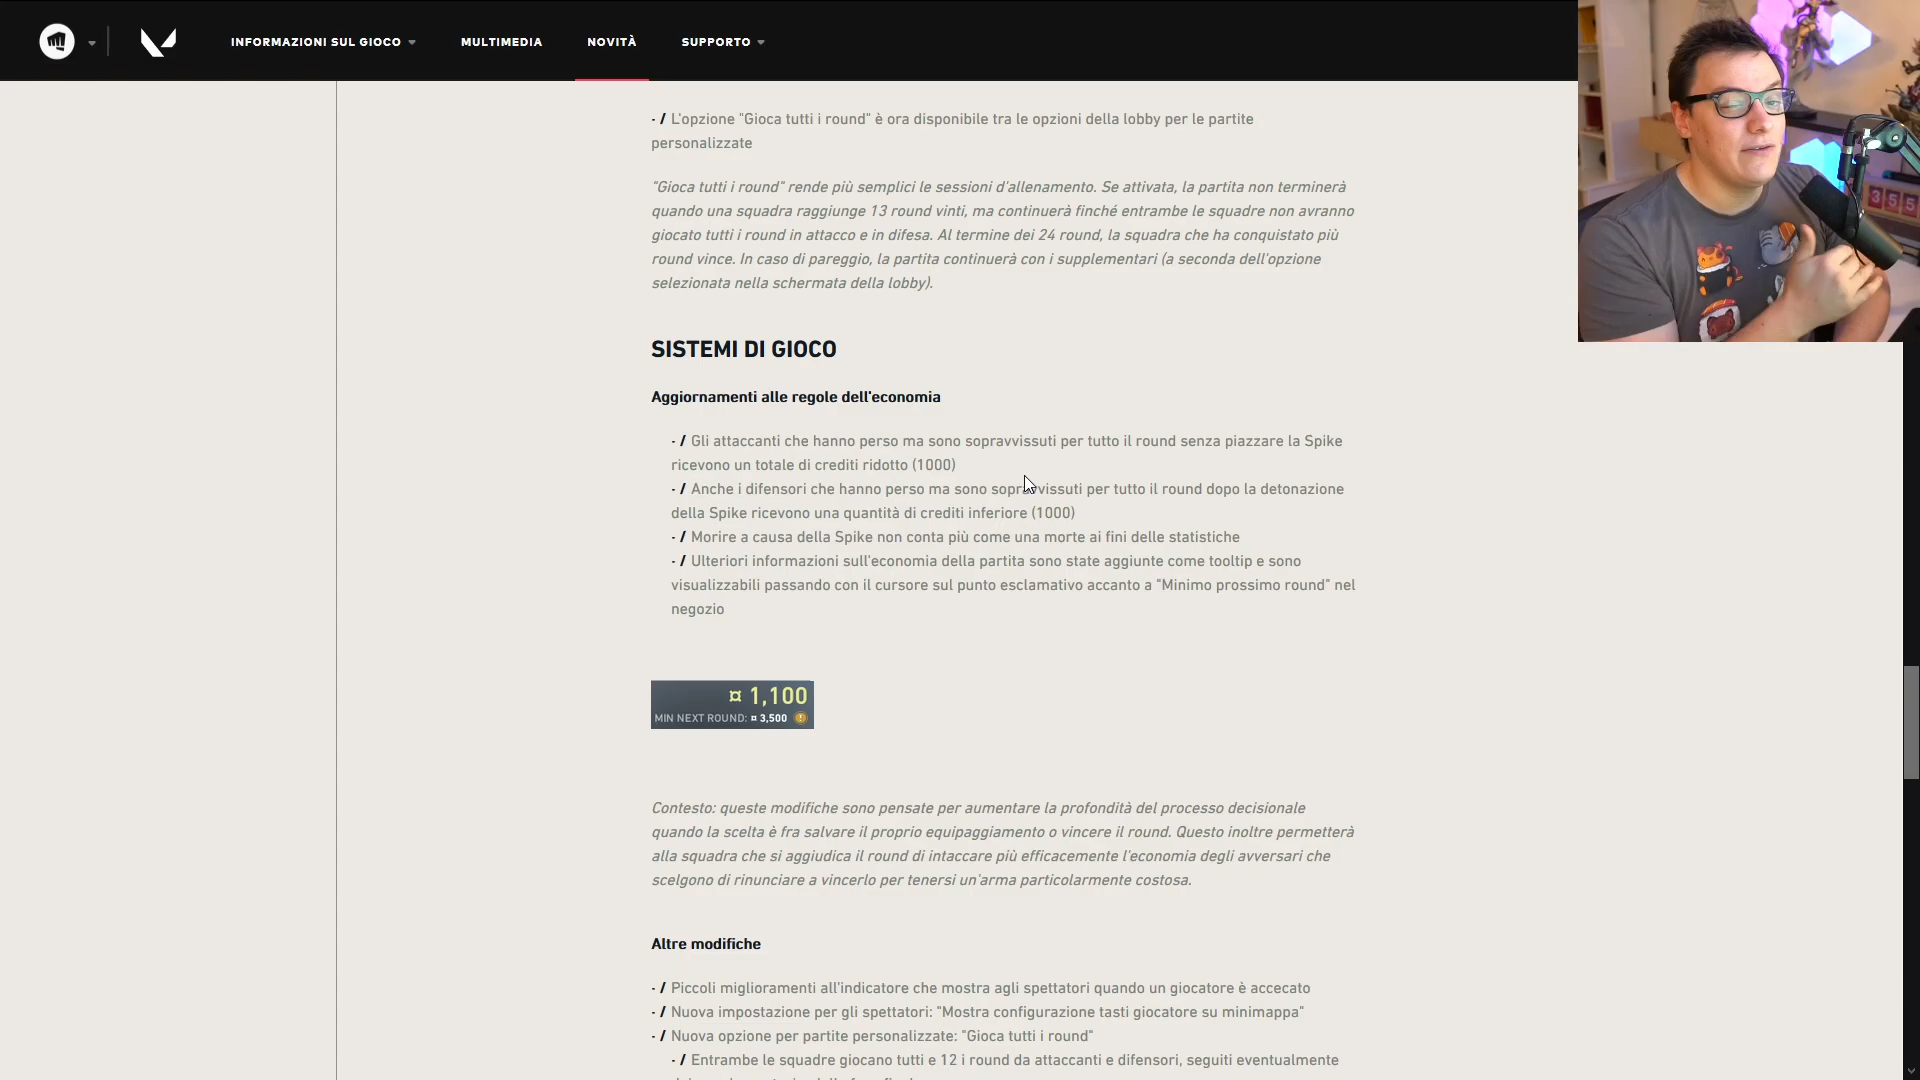 INFORMAZIONI SUL GIOCO
MULTIMEDIA
NOVITÀ
SUPPORTO
- / L'opzione "Gioca tutti i round" è ora disponibile tra le opzioni della lobby per le partite
personalizzate
"Gioca tutti i round" rende più semplici le sessioni d'allenamento. Se attivata, la partita non terminerà
quando una squadra raggiunge 13 round vinti, ma continuerà finché entrambe le squadre non avranno
giocato tutti i round in attacco e in difesa. Al termine dei 24 round, la squadra che ha conquistato più
round vince. In caso di pareggio, la partita continuerà con i supplementari (a seconda dell'opzione
selezionata nella schermata della lobby).
SISTEMI DI GIOCO
Aggiornamenti alle regole dell'economia
- / Gli attaccanti che hanno perso ma sono sopravvissuti per tutto il round senza piazzare la Spike
ricevono un totale di crediti ridotto (1000)
- / Anche i difensori che hanno perso ma sono sopravvissuti per tutto il round dopo la detonazione
della Spike ricevono una quantità di crediti inferiore (1000)
- / Morire a causa della Spike non conta più come una morte ai fini delle statistiche
- / Ulteriori informazioni sull'economia della partita sono state aggiunte come tooltip e sono
visualizzabili passando con il cursore sul punto esclamativo accanto a "Minimo prossimo round" nel
negozio
¤ 1,100
MIN NEXT ROUND: ¤ 3,500
Contesto: queste modifiche sono pensate per aumentare la profondità del processo decisionale
quando la scelta è fra salvare il proprio equipaggiamento o vincere il round. Questo inoltre permetterà
alla squadra che si aggiudica il round di intaccare più efficacemente l'economia degli avversari che
scelgono di rinunciare a vincerlo per tenersi un'arma particolarmente costosa.
Altre modifiche
- / Piccoli miglioramenti all'indicatore che mostra agli spettatori quando un giocatore è accecato
- / Nuova impostazione per gli spettatori: "Mostra configurazione tasti giocatore su minimappa"
- / Nuova opzione per partite personalizzate: "Gioca tutti i round"
- / Entrambe le squadre giocano tutti e 12 i round da attaccanti e difensori, seguiti eventualmente